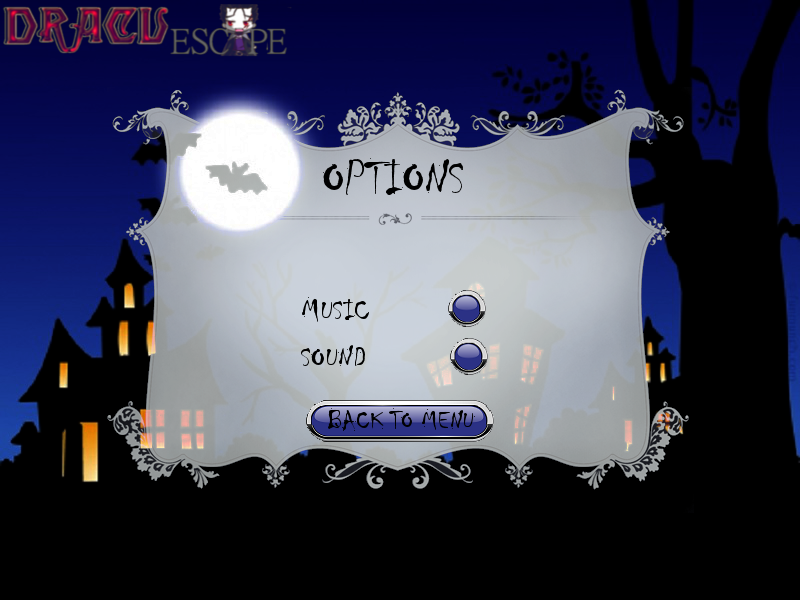 DRACU
ESCAPE
OPTIONS
MUSIC
SOUND
BACK TO MENU